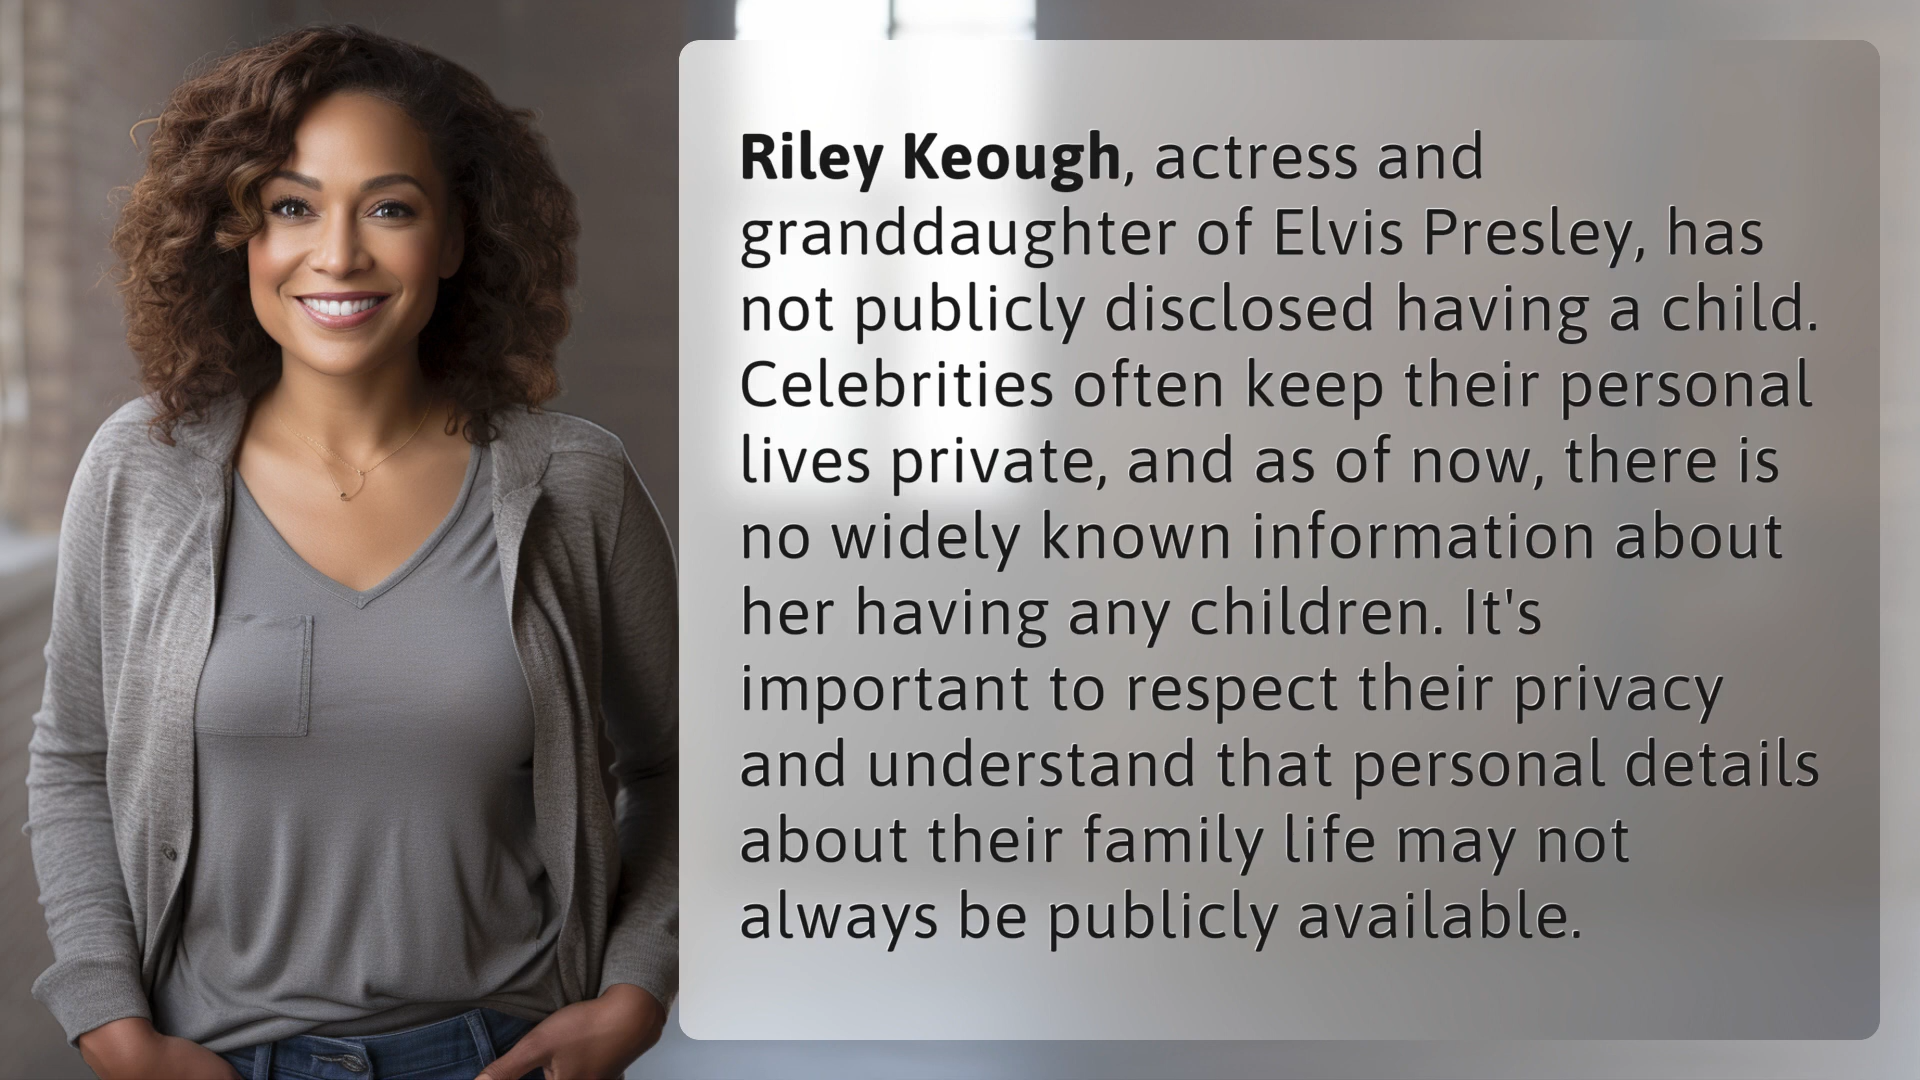 Riley Keough, actress and
granddaughter of Elvis Presley, has
not publicly disclosed having a child.
Celebrities often keep their personal
lives private, and as of now, there is
no widely known information about
her having any children. It's
important to respect their privacy
and understand that personal details
about their family life may not
always be publicly available.